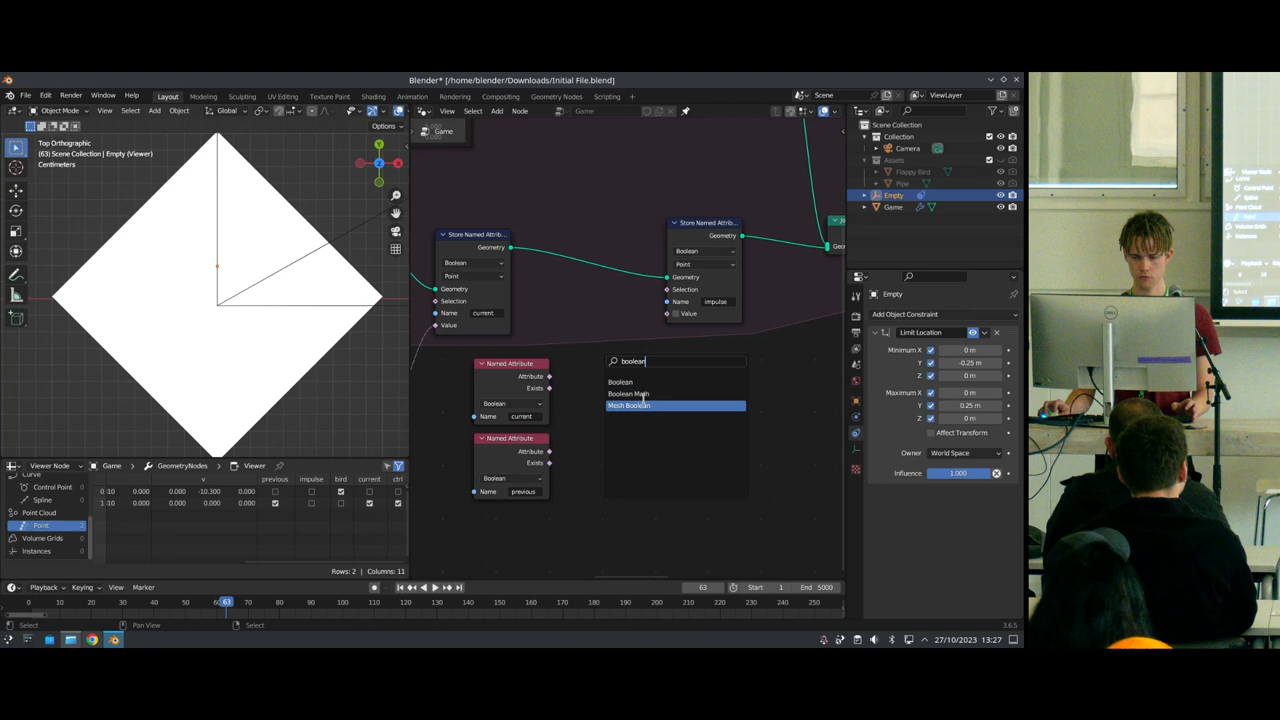 Blender* [/home/blender/Downloads/Initial File.blend]
File Edit Render Window Help Layout Modeling Sculpting UV Editing Texture Paint Shading Animation Rendering Compositing Geometry Nodes Scripting + Scene ViewLayer
Object Mode View Select Add Object Global View Select Add Node Game
Options
Top Orthographic
(63) Scene Collection | Empty (Viewer)
Centimeters
Y
Z
X
Game
Store Named Attrib...
Geometry
Boolean
Point
Geometry
Selection
Name current
Value
Store Named Attrib...
Geometry
Boolean
Point
Geometry
Selection
Name impulse
Value
Named Attribute
Attribute
Exists
Boolean
Name current
Named Attribute
Attribute
Exists
Boolean
Name previous
boolean
Boolean
Boolean Math
Mesh Boolean
Scene Collection
Collection
Camera
Assets
Flappy Bird
Pipe
Empty
Game
Empty
Add Object Constraint
Limit Location
Minimum X 0 m
Y -0.25 m
Z 0 m
Maximum X 0 m
Y 0.25 m
Z 0 m
Affect Transform
Owner World Space
Influence 1.000
Viewer Node Game GeometryNodes Viewer
Curve
Control Point
Spline
Point Cloud
Point 2
Volume Grids 0
Instances 0
v previous impulse bird current ctrl
0 :10 0.000 0.000 -10.300
1 :10 0.000 0.000 0.000
Rows: 2 | Columns: 11
Playback Keying View Marker 63 Start 1 End 5000
0 10 20 30 40 50 60 63 70 80 90 100 110 120 130 140 150 160 170 180 190 200 210 220 230 240 250
Select Pan View Select 3.6.5
27/10/2023 13:27
DELL